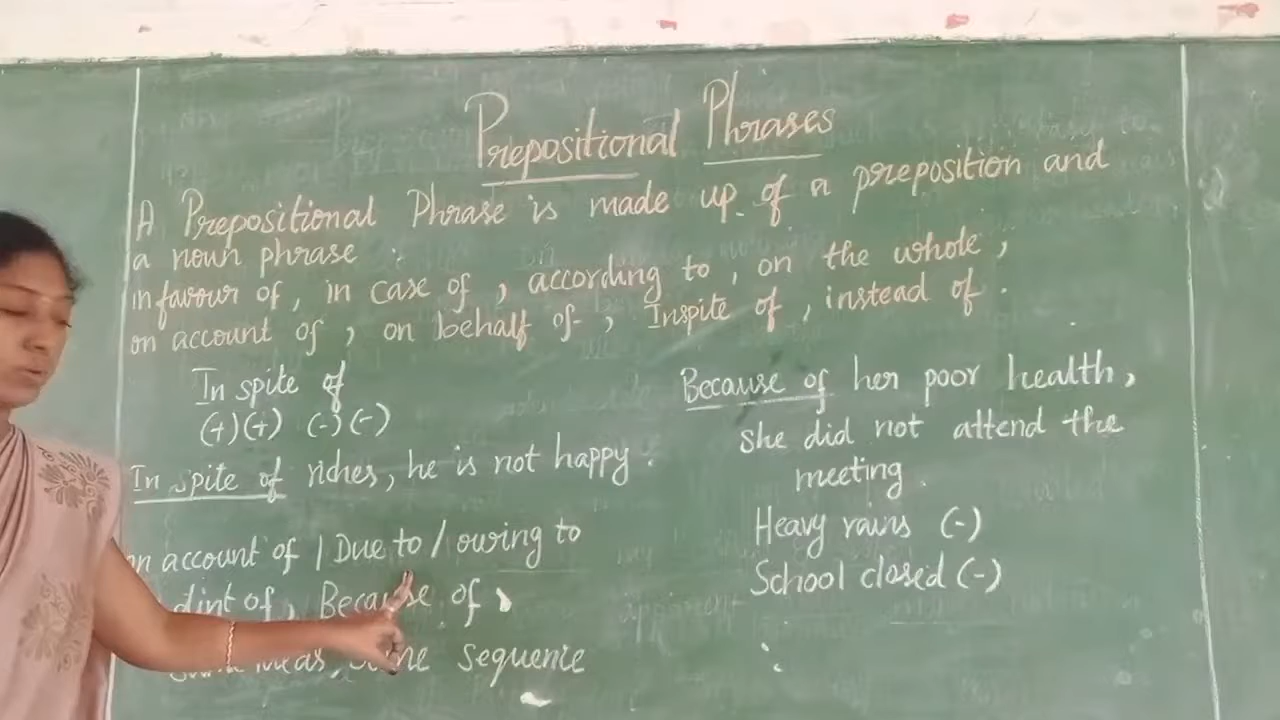 Prepositional Phrases
A Prepositional Phrase is made up of a preposition and
a noun phrase
in favour of, in case of, according to, on the whole,
on account of, on behalf of, Inspite of, instead of.
In spite of
(+)(+) (-)(-)
In spite of riches, he is not happy.
on account of / Due to / owing to
dint of, Because of,
ideas, Same sequence
Because of her poor health,
she did not attend the
meeting.
Heavy rains (-)
School closed (-)